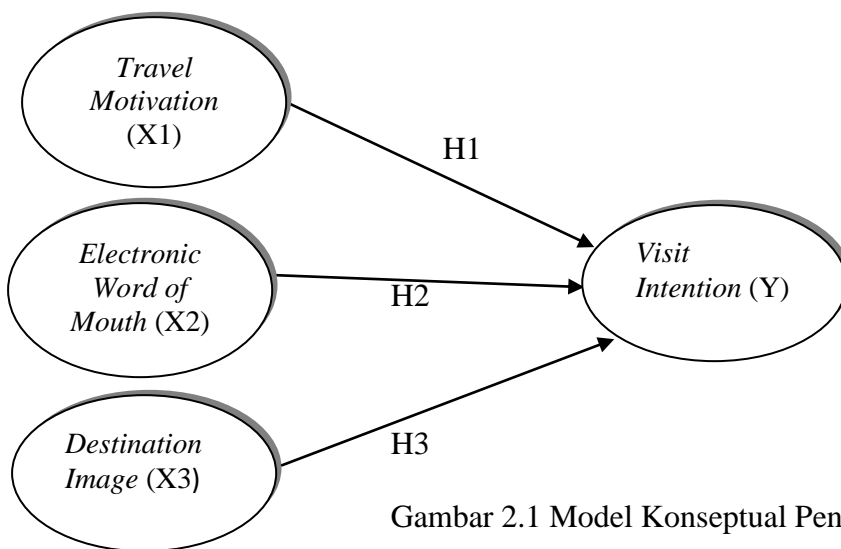 Travel
Motivation
(X1)
H1
Electronic
Word of
Mouth (X2)
H2
Visit
Intention (Y)
Destination
Image (X3)
H3
Gambar 2.1 Model Konseptual Pen